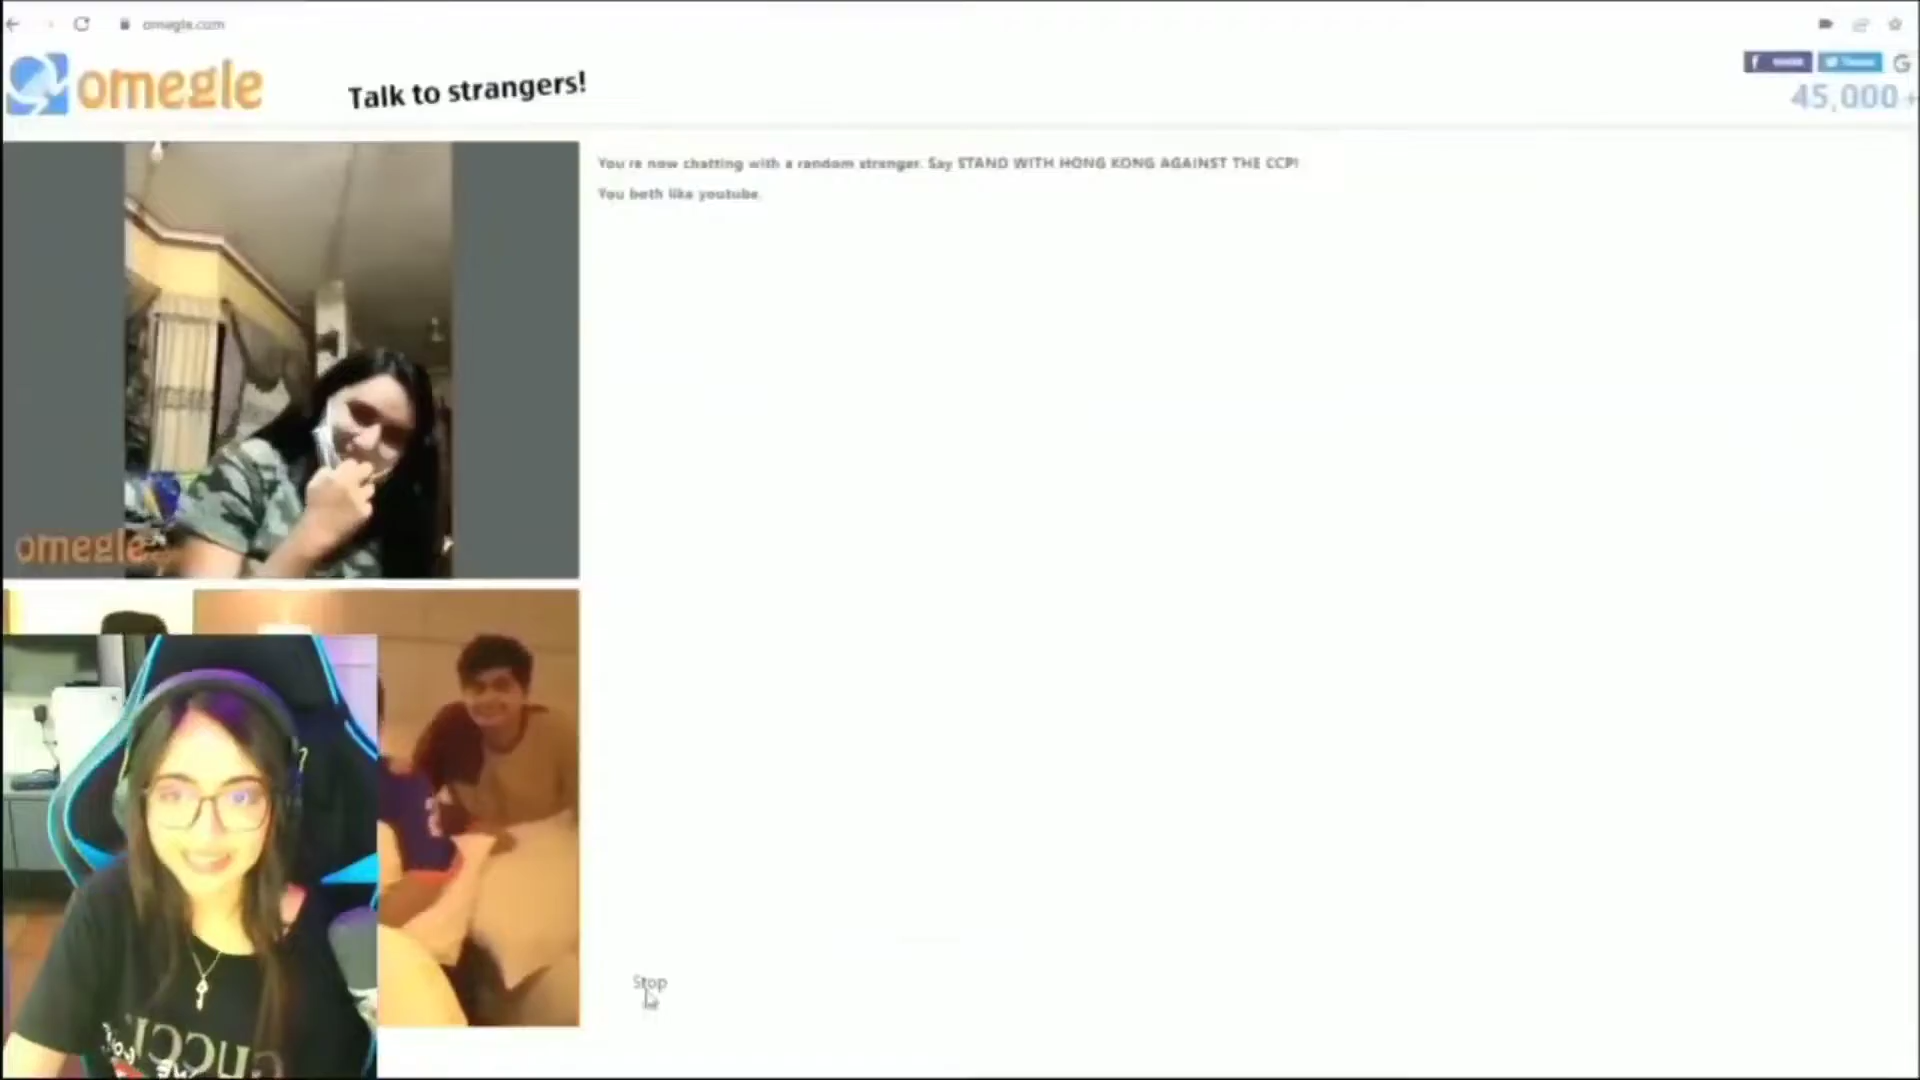 omegle.com
omegle
Talk to strangers!
45,000+
You're now chatting with a random stranger. Say STAND WITH HONG KONG AGAINST THE CCP!
You both like youtube.
omegle
Stop